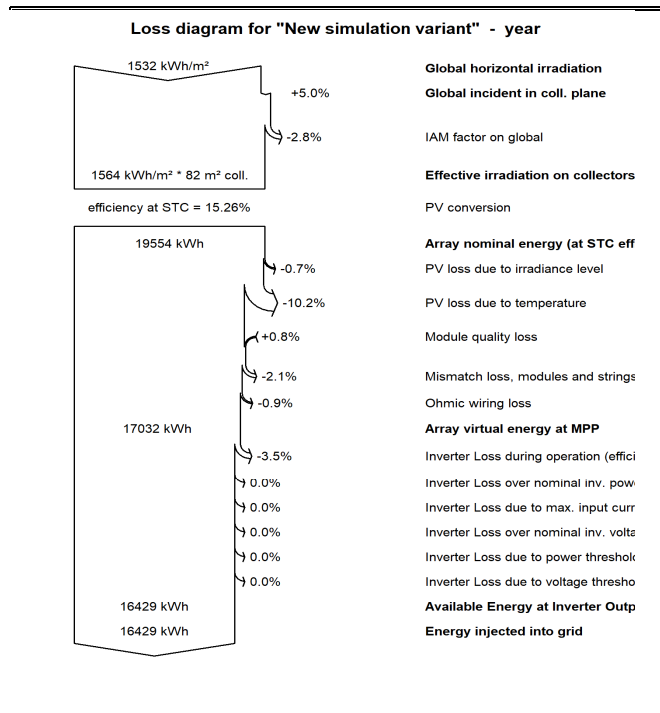 Loss diagram for "New simulation variant" - year
1532 kWh/m² Global horizontal irradiation
+5.0% Global incident in coll. plane
-2.8% IAM factor on global
1564 kWh/m² * 82 m² coll. Effective irradiation on collectors
efficiency at STC = 15.26% PV conversion
19554 kWh Array nominal energy (at STC eff
-0.7% PV loss due to irradiance level
-10.2% PV loss due to temperature
+0.8% Module quality loss
-2.1% Mismatch loss, modules and strings
-0.9% Ohmic wiring loss
17032 kWh Array virtual energy at MPP
-3.5% Inverter Loss during operation (effici
0.0% Inverter Loss over nominal inv. pow
0.0% Inverter Loss due to max. input curr
0.0% Inverter Loss over nominal inv. volta
0.0% Inverter Loss due to power threshol
0.0% Inverter Loss due to voltage thresho
16429 kWh Available Energy at Inverter Outp
16429 kWh Energy injected into grid